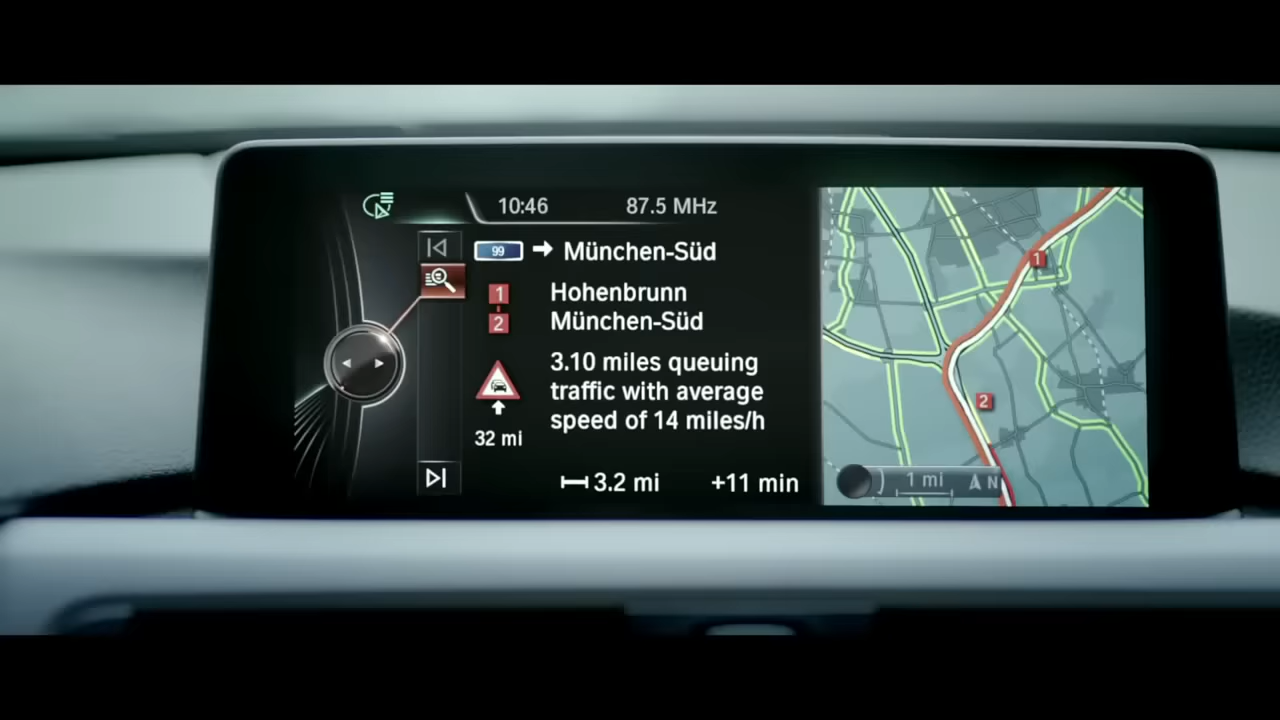 10:46 87.5 MHz
99 München-Süd
1 Hohenbrunn
2 München-Süd
3.10 miles queuing
traffic with average
speed of 14 miles/h
32 mi
3.2 mi +11 min
1
2
1 mi N